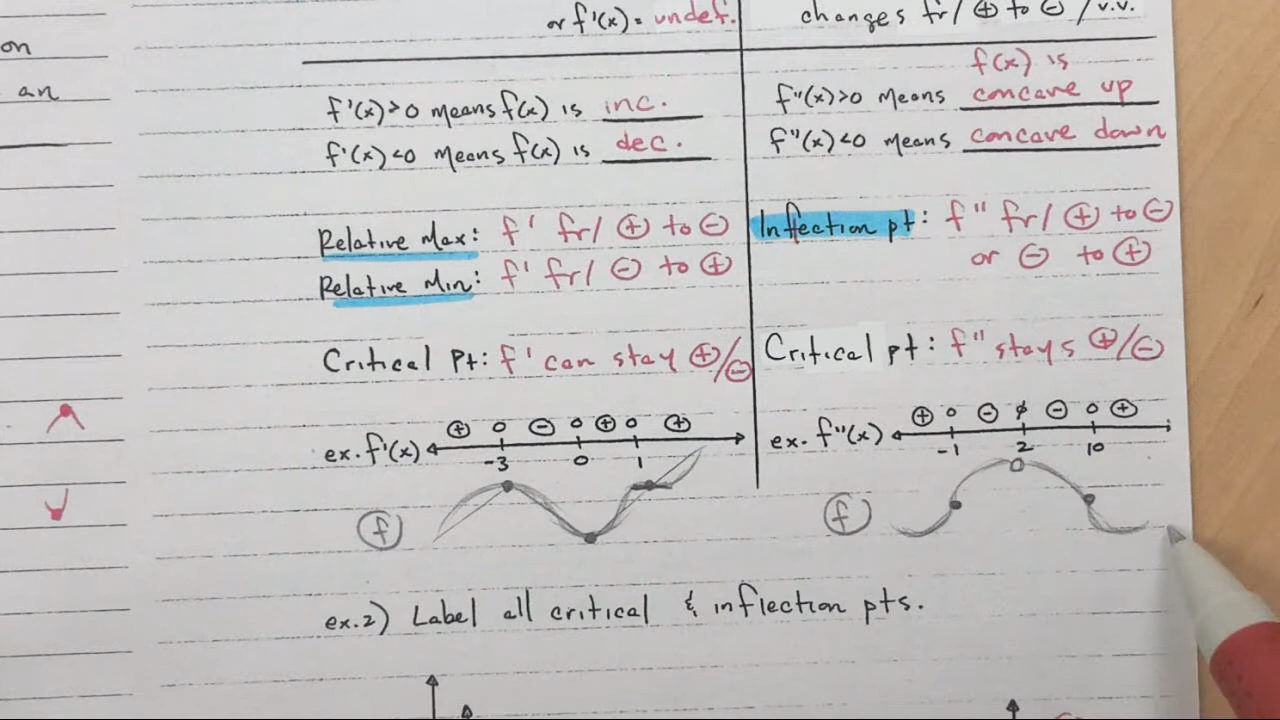 on
an
or f'(x) = undef.
changes fr/ ⊕ to ⊖ / v.v.
f'(x)>0 means f(x) is inc.
f'(x)<0 means f(x) is dec.
f(x) is
f''(x)>0 means concave up
f''(x)<0 means concave down
Relative Max: f' fr/ ⊕ to ⊖
Relative Min: f' fr/ ⊖ to ⊕
Inflection pt: f'' fr/ ⊕ to ⊖
or ⊖ to ⊕
Critical Pt: f' can stay ⊕/⊖
Critical pt: f'' stays ⊕/⊖
⊕ 0 ⊖ 0 ⊕ 0 ⊕
ex. f'(x)
-3 0 1
f
⊕ 0 ⊖ ∅ ⊖ 0 ⊕
ex. f''(x)
-1 2 10
f
ex.2) Label all critical & inflection pts.